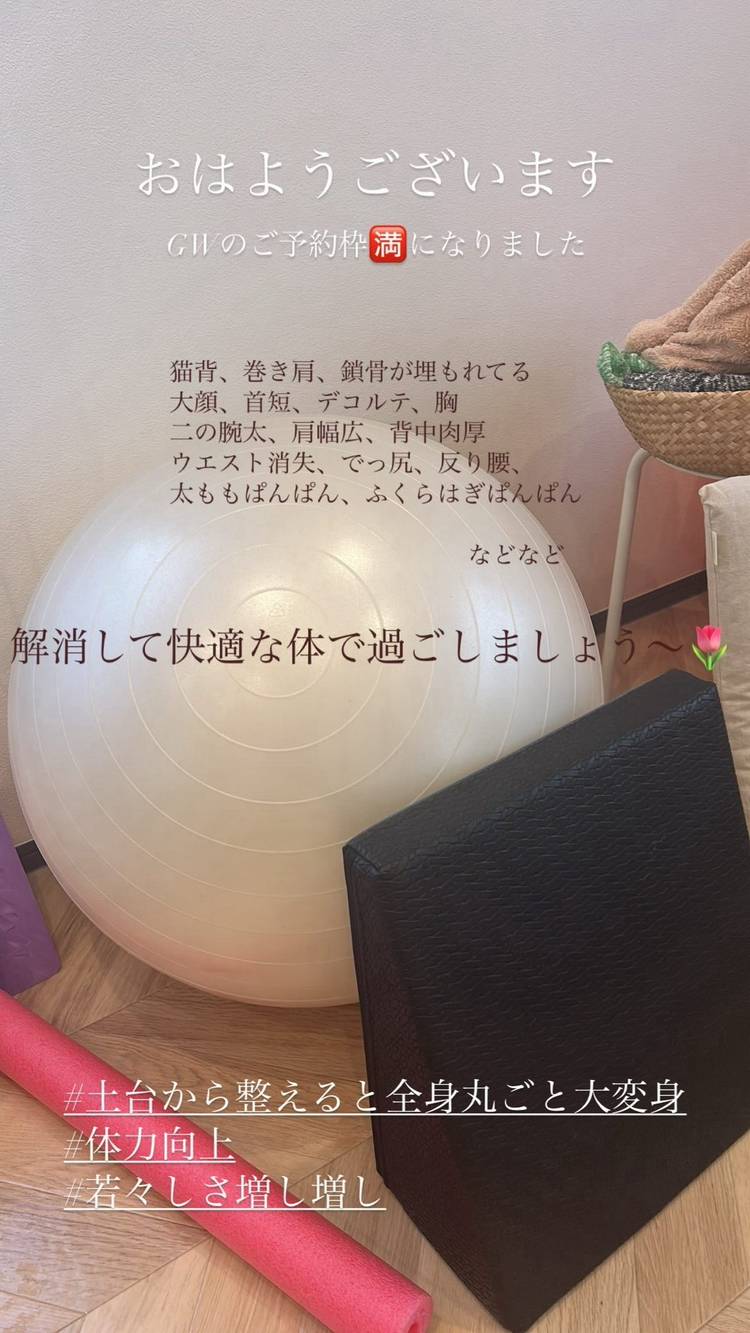 おはようございます
GWのご予約枠🈵になりました
猫背、巻き肩、鎖骨が埋もれてる
大顔、首短、デコルテ、胸
二の腕太、肩幅広、背中肉厚
ウエスト消失、でっ尻、反り腰、
太ももぱんぱん、ふくらはぎぱんぱん
などなど
解消して快適な体で過ごしましょう〜🌷
#土台から整えると全身丸ごと大変身
#体力向上
#若々しさ増し増し